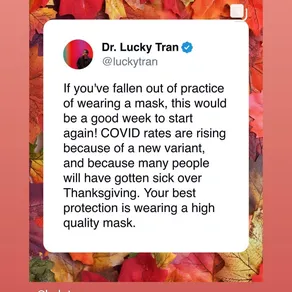 Dr. Lucky Tran
@luckytran
If you've fallen out of practice
of wearing a mask, this would
be a good week to start
again! COVID rates are rising
because of a new variant,
and because many people
will have gotten sick over
Thanksgiving. Your best
protection is wearing a high
quality mask.